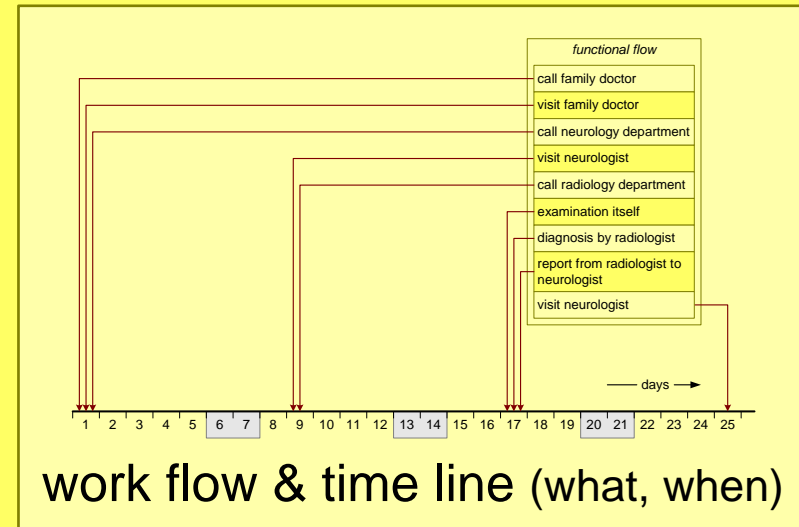 functional flow
call family doctor
visit family doctor
call neurology department
visit neurologist
call radiology department
examination itself
diagnosis by radiologist
report from radiologist to
neurologist
visit neurologist
days
1 2 3 4 5 6 7 8 9 10 11 12 13 14 15 16 17 18 19 20 21 22 23 24 25
work flow & time line (what, when)